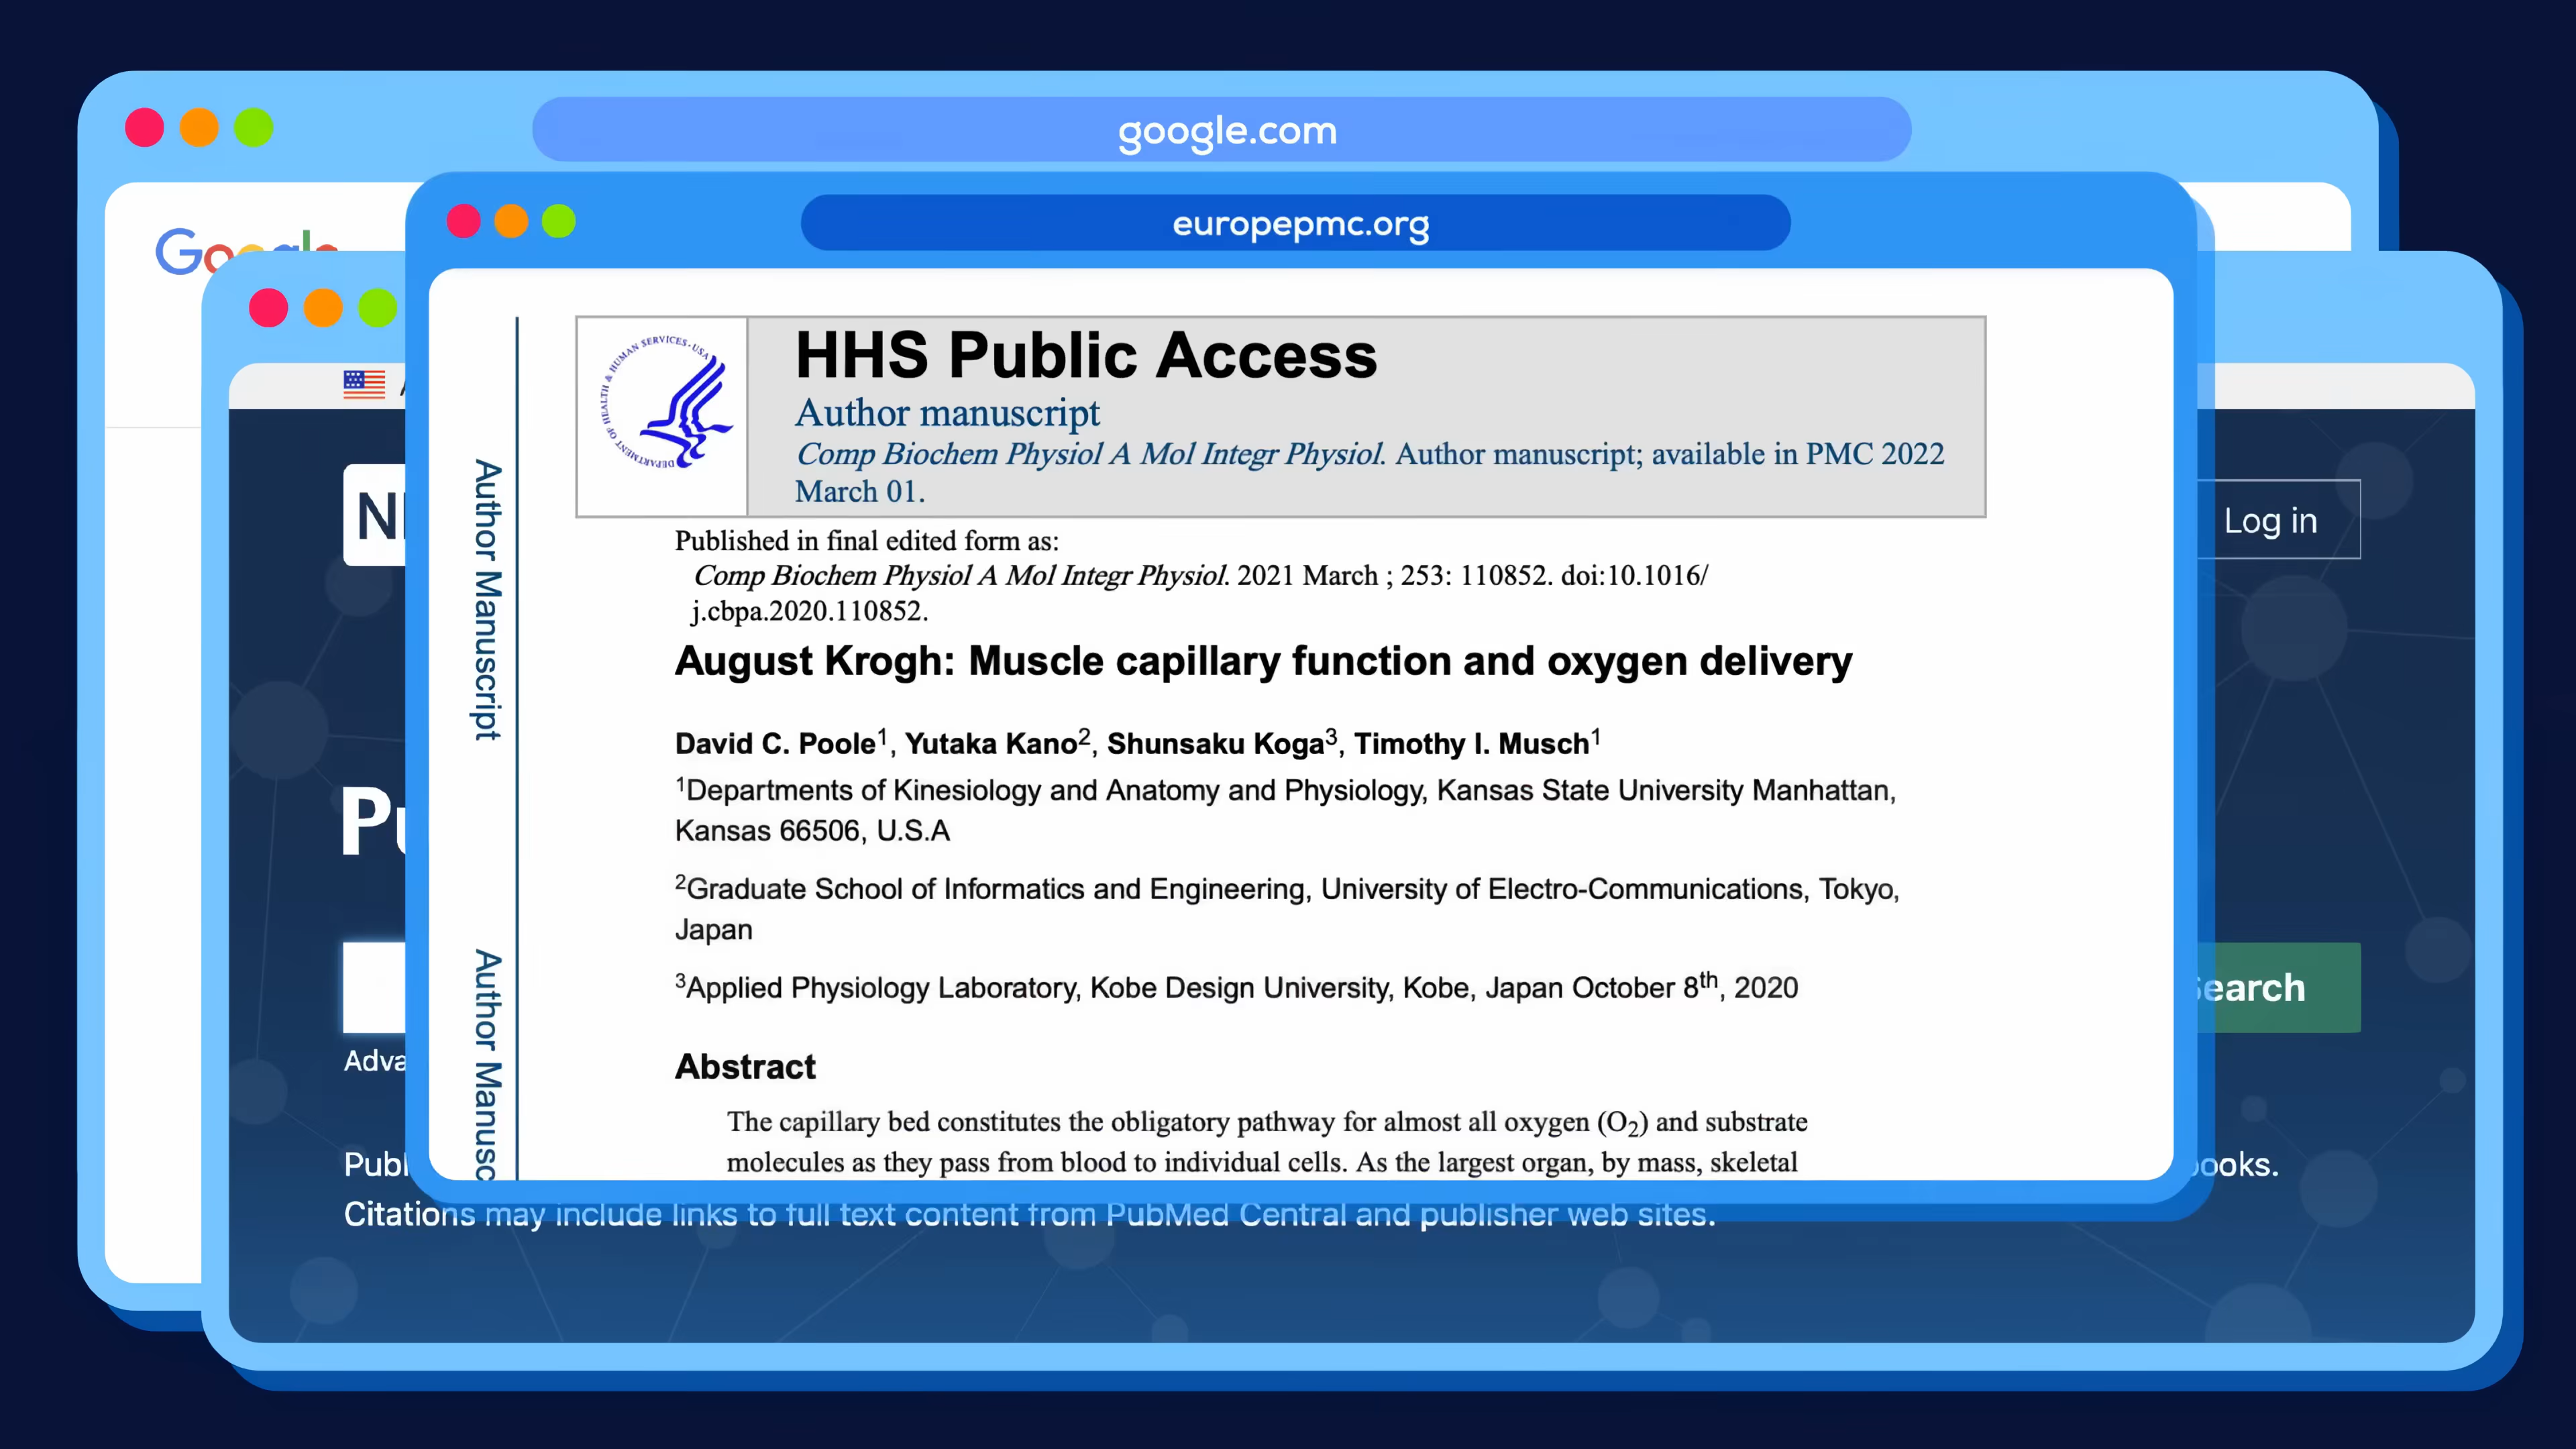 google.com
europepmc.org
HHS Public Access
DEPARTMENT OF HEALTH & HUMAN SERVICES · USA
Author manuscript
Comp Biochem Physiol A Mol Integr Physiol. Author manuscript; available in PMC 2022
March 01.
Author Manuscript
Published in final edited form as:
Comp Biochem Physiol A Mol Integr Physiol. 2021 March ; 253: 110852. doi:10.1016/
j.cbpa.2020.110852.
Log in
August Krogh: Muscle capillary function and oxygen delivery
David C. Poole1, Yutaka Kano2, Shunsaku Koga3, Timothy I. Musch1
1Departments of Kinesiology and Anatomy and Physiology, Kansas State University Manhattan,
Kansas 66506, U.S.A
2Graduate School of Informatics and Engineering, University of Electro-Communications, Tokyo,
Japan
3Applied Physiology Laboratory, Kobe Design University, Kobe, Japan October 8th, 2020
Search
Author Manusc
Abstract
The capillary bed constitutes the obligatory pathway for almost all oxygen (O2) and substrate
molecules as they pass from blood to individual cells. As the largest organ, by mass, skeletal
Citations may include links to full text content from PubMed Central and publisher web sites.